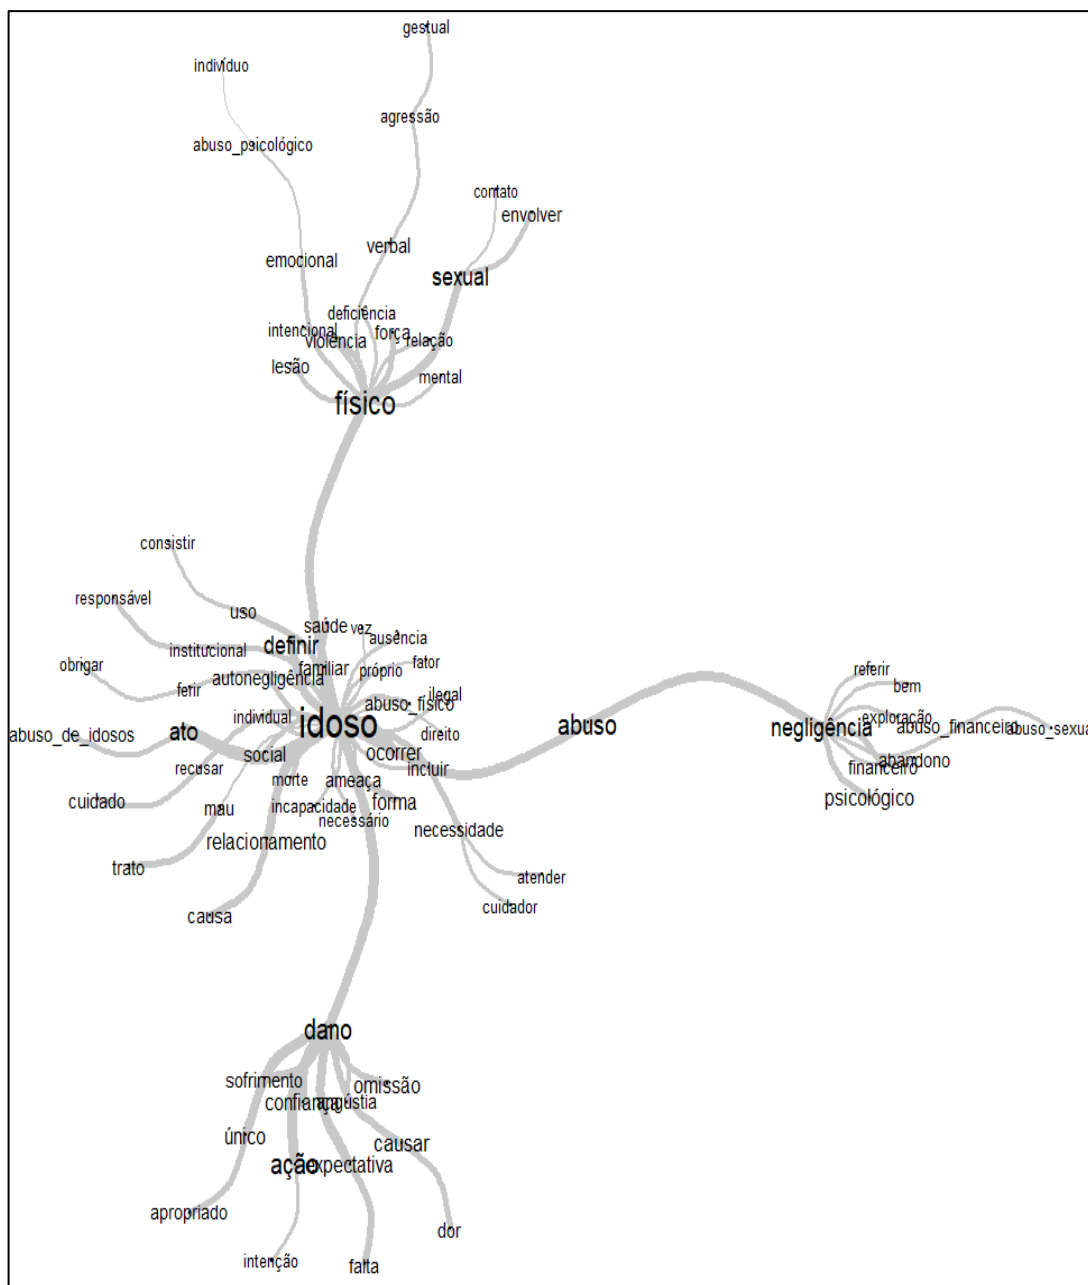 gestual
indivíduo
agressão
abuso_psicológico
contato
envolver
verbal
emocional
sexual
deficiência
intencional
força
violência
relação
lesão
mental
físico
consistir
responsável
uso
saúde
vez
ausência
definir
institucional
familiar
próprio
fator
obrigar
autonegligência
ferir
ilegal
abuso_físico
individual
idoso
direito
abuso
ato
abuso_de_idosos
social
ocorrer
recusar
incluir
morte
ameaça
cuidado
mau
incapacidade
forma
necessário
necessidade
relacionamento
trato
atender
cuidador
causa
referir
bem
exploração
negligência
abuso_financeiro
abuso_sexua
abandono
financeiro
psicológico
dano
sofrimento
omissão
confiança
angústia
único
causar
ação
expectativa
apropriado
dor
intenção
falta